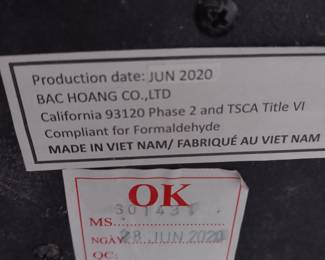 Production date: JUN 2020
BAC HOANG CO.,LTD
California 93120 Phase 2 and TSCA Title VI
Compliant for Formaldehyde
MADE IN VIET NAM/ FABRIQUÉ AU VIET NAM
OK
MS
NGÀY 28 JUN 2020
QC: